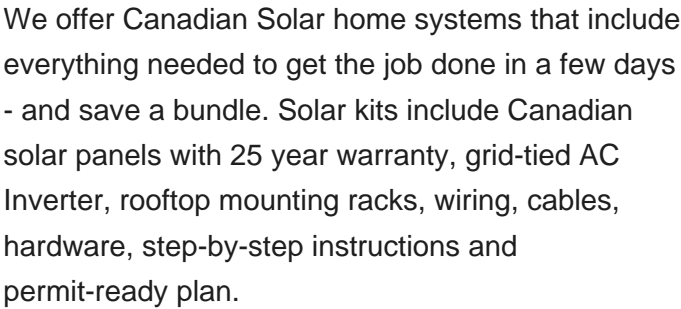 We offer Canadian Solar home systems that include
everything needed to get the job done in a few days
- and save a bundle. Solar kits include Canadian
solar panels with 25 year warranty, grid-tied AC
Inverter, rooftop mounting racks, wiring, cables,
hardware, step-by-step instructions and
permit-ready plan.